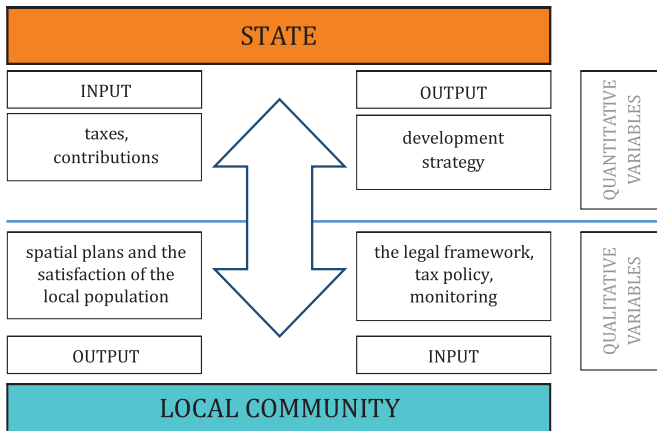 STATE
INPUT
OUTPUT
taxes,
contributions
development
strategy
QUANTITATIVE
VARIABLES
spatial plans and the
satisfaction of the
local population
the legal framework,
tax policy,
monitoring
QUALITATIVE
VARIABLES
OUTPUT
INPUT
LOCAL COMMUNITY